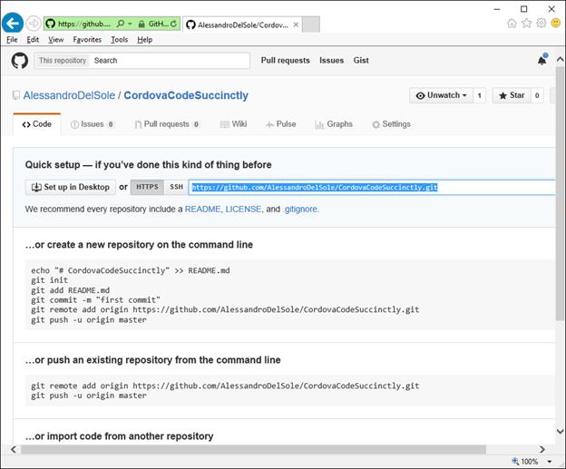 https://github.... GitH...
AlessandroDelSole/Cordov...
File Edit View Favorites Tools Help
This repository Search Pull requests Issues Gist
AlessandroDelSole / CordovaCodeSuccinctly Unwatch 1 Star 0
Code Issues 0 Pull requests 0 Wiki Pulse Graphs Settings
Quick setup — if you've done this kind of thing before
Set up in Desktop or HTTPS SSH https://github.com/AlessandroDelSole/CordovaCodeSuccinctly.git
We recommend every repository include a README, LICENSE, and .gitignore.
...or create a new repository on the command line
echo "# CordovaCodeSuccinctly" >> README.md
git init
git add README.md
git commit -m "first commit"
git remote add origin https://github.com/AlessandroDelSole/CordovaCodeSuccinctly.git
git push -u origin master
...or push an existing repository from the command line
git remote add origin https://github.com/AlessandroDelSole/CordovaCodeSuccinctly.git
git push -u origin master
...or import code from another repository
100%